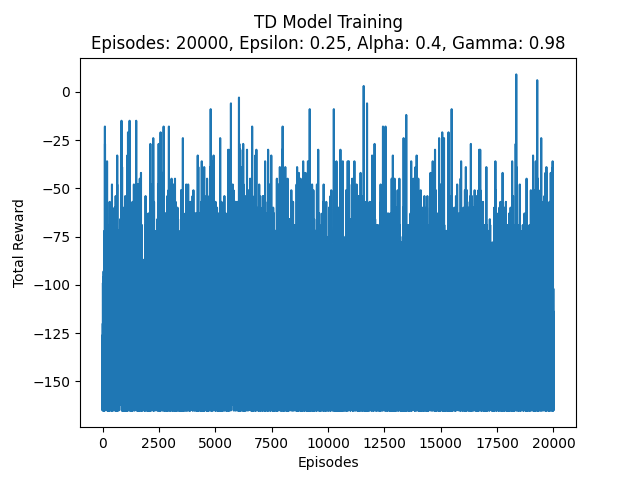 TD Model Training
Episodes: 20000, Epsilon: 0.25, Alpha: 0.4, Gamma: 0.98
Total Reward
0
−25
−50
−75
−100
−125
−150
0 2500 5000 7500 10000 12500 15000 17500 20000
Episodes